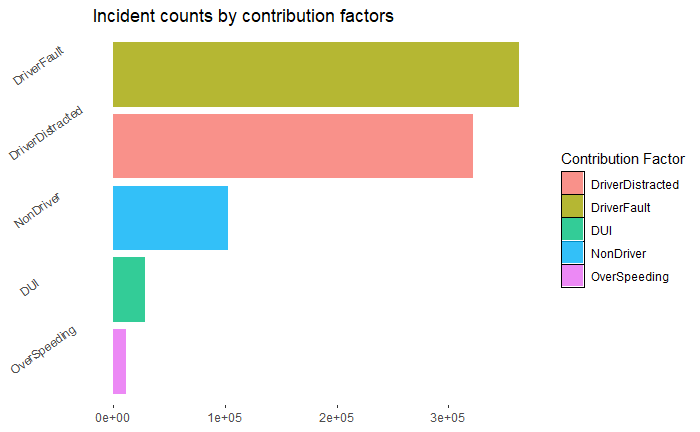 Incident counts by contribution factors
DriverFault
DriverDistracted
NonDriver
DUI
OverSpeeding
0e+00
1e+05
2e+05
3e+05
Contribution Factor
DriverDistracted
DriverFault
DUI
NonDriver
OverSpeeding